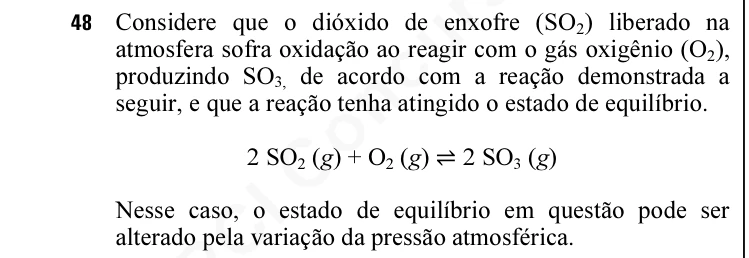 48 Considere que o dióxido de enxofre (SO₂) liberado na
atmosfera sofra oxidação ao reagir com o gás oxigênio (O₂),
produzindo SO₃, de acordo com a reação demonstrada a
seguir, e que a reação tenha atingido o estado de equilíbrio.
2 SO₂ (g) + O₂ (g) ⇌ 2 SO₃ (g)
Nesse caso, o estado de equilíbrio em questão pode ser
alterado pela variação da pressão atmosférica.